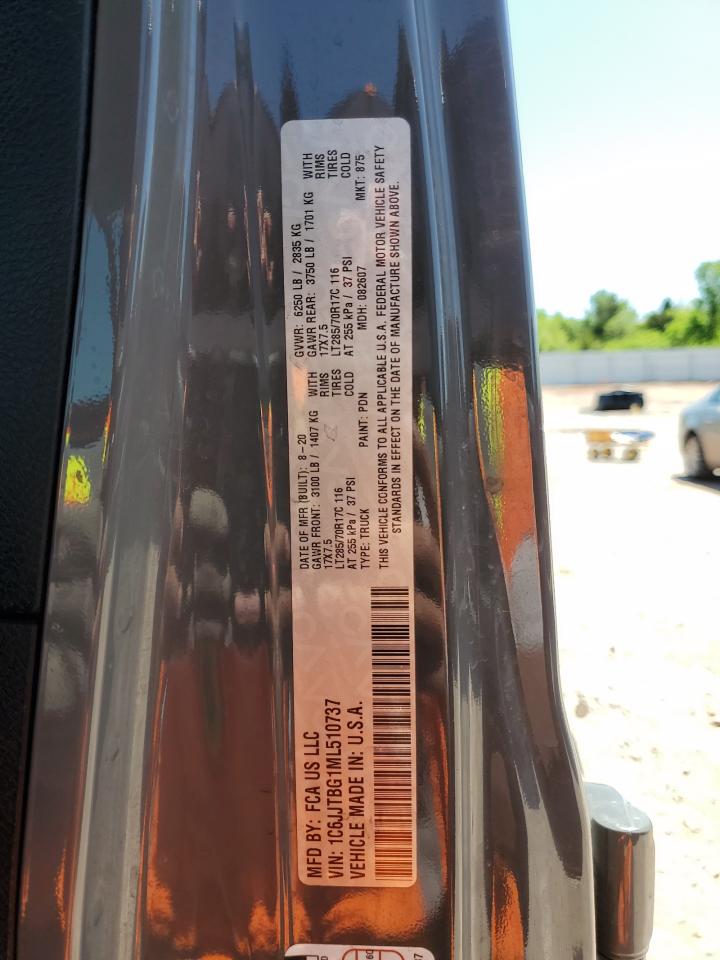 MFD BY: FCA US LLC
VIN: 1C6JJTBG1ML510737
VEHICLE MADE IN: U.S.A.
DATE OF MFR (BUILT): 8-20 GVWR: 6250 LB / 2835 KG
GAWR FRONT: 3100 LB / 1407 KG WITH GAWR REAR: 3750 LB / 1701 KG WITH
17X7.5 RIMS 17X7.5 RIMS
LT285/70R17C 116 TIRES LT285/70R17C 116 TIRES
AT 255 kPa / 37 PSI COLD AT 255 kPa / 37 PSI COLD
TYPE: TRUCK PAINT: PDN MDH: 082607 MKT: 875
THIS VEHICLE CONFORMS TO ALL APPLICABLE U.S.A. FEDERAL MOTOR VEHICLE SAFETY
STANDARDS IN EFFECT ON THE DATE OF MANUFACTURE SHOWN ABOVE.